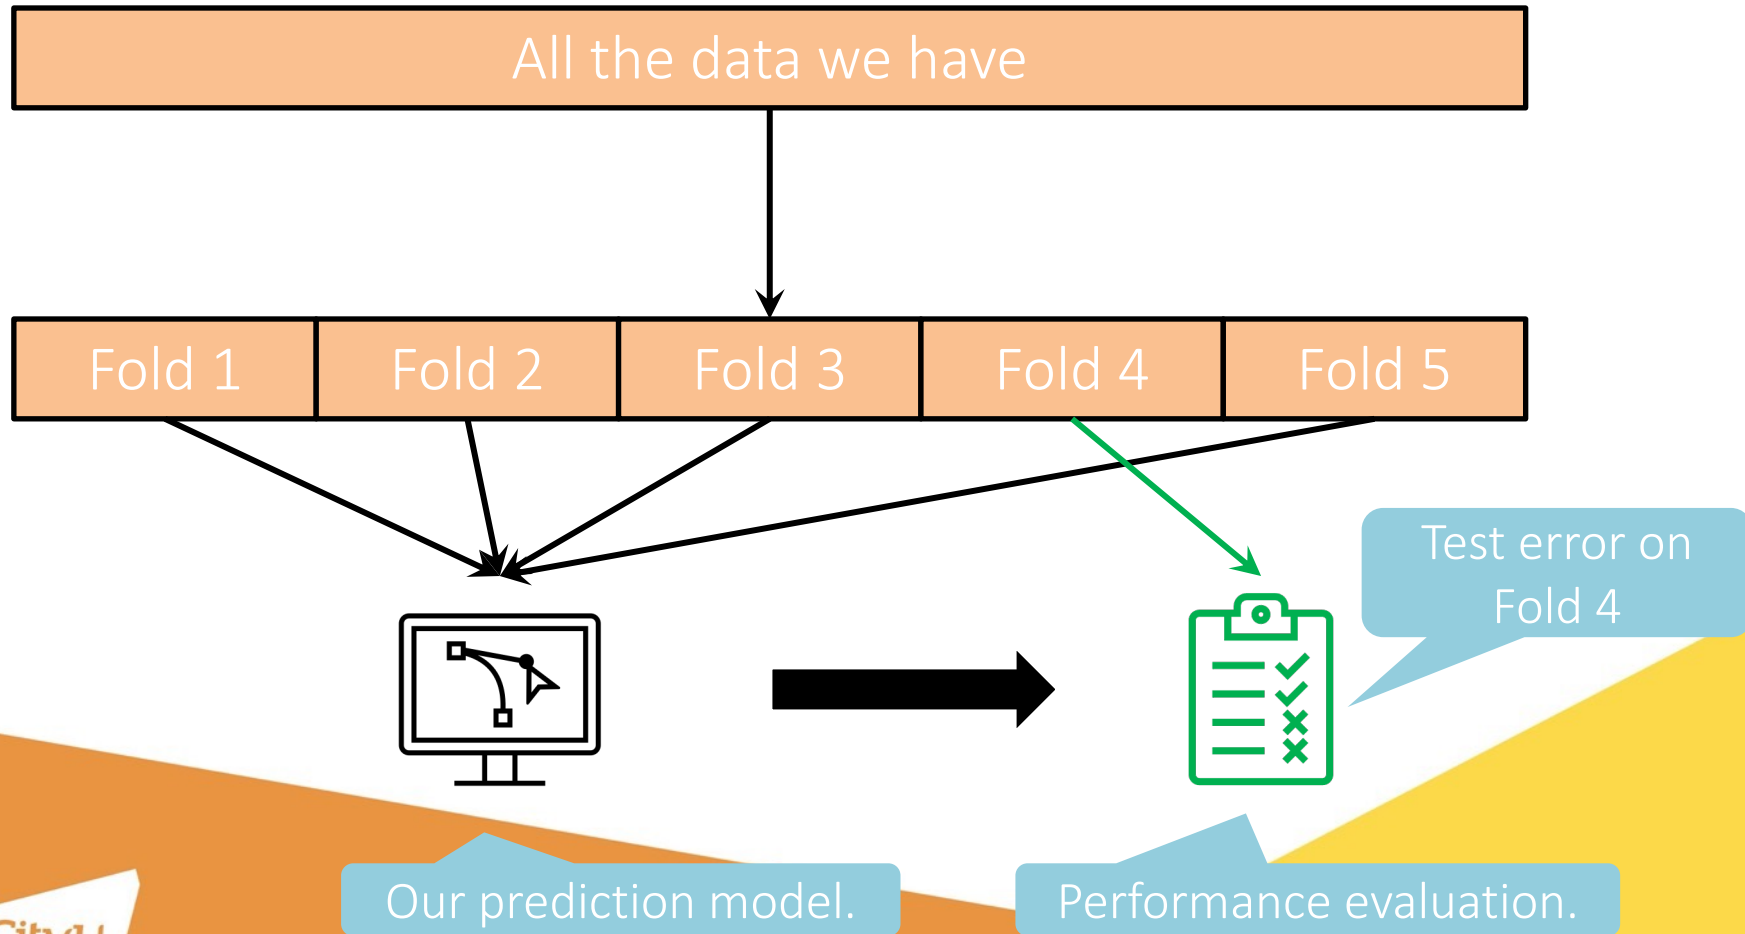 All the data we have
Fold 1
Fold 2
Fold 3
Fold 4
Fold 5
Test error on
Fold 4
Our prediction model.
Performance evaluation.